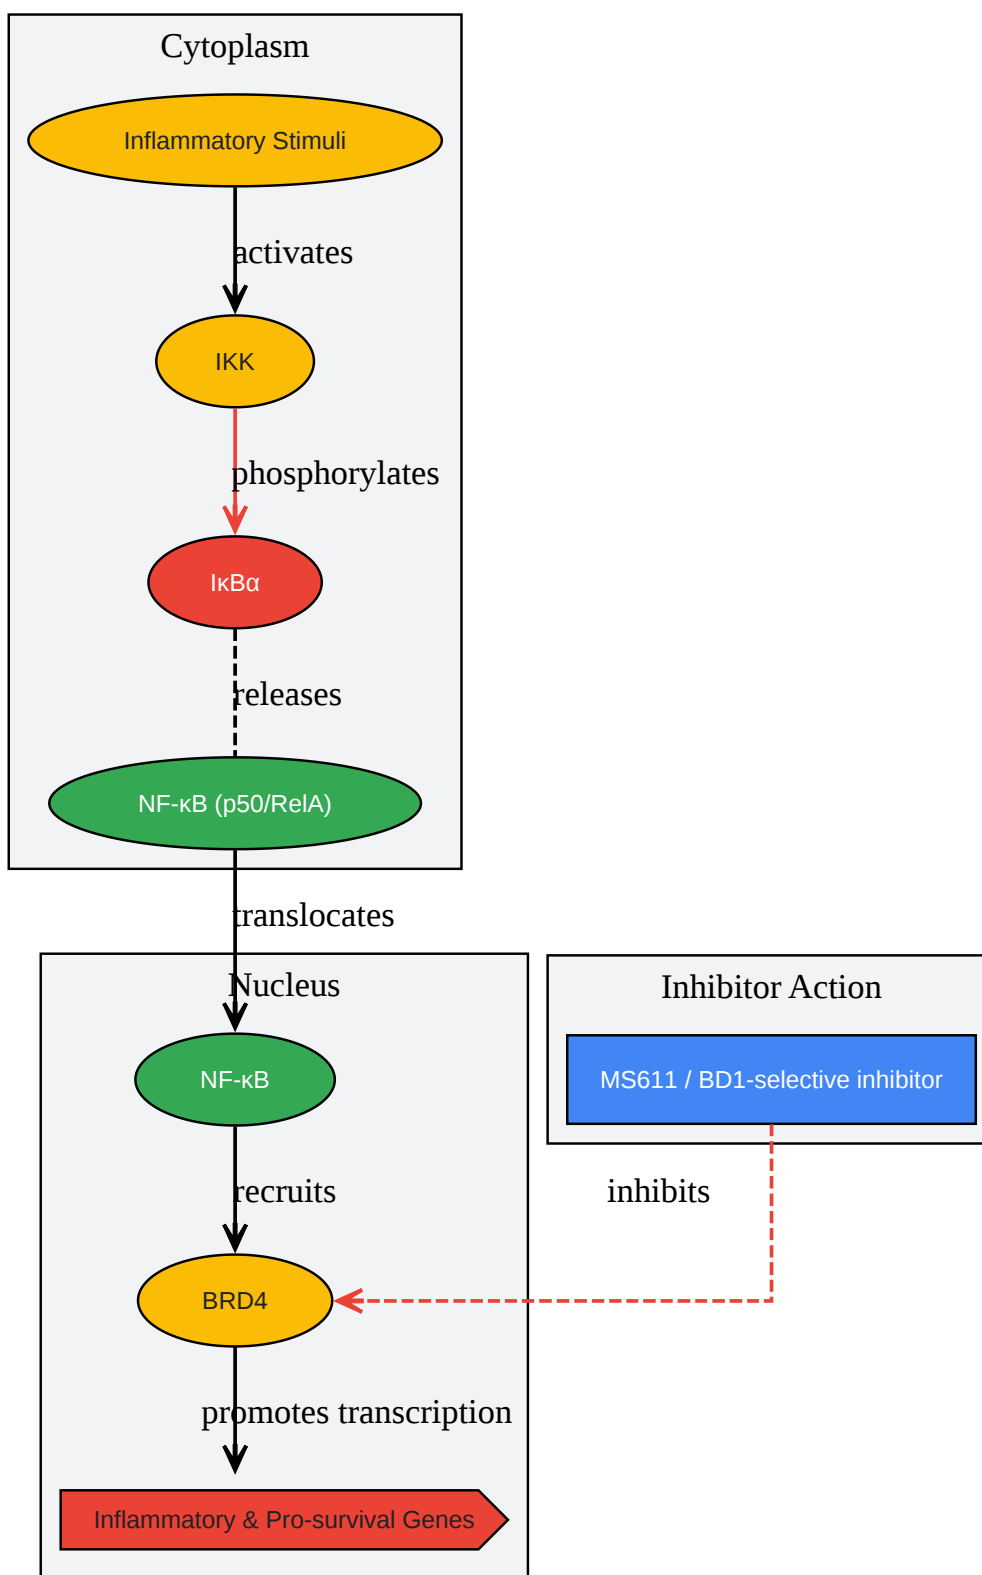 Cytoplasm
Inflammatory Stimuli
activates
IKK
phosphorylates
IκBα
releases
NF-κB (p50/RelA)
translocates
Nucleus
NF-κB
recruits
BRD4
promotes transcription
Inflammatory & Pro-survival Genes
Inhibitor Action
MS611 / BD1-selective inhibitor
inhibits